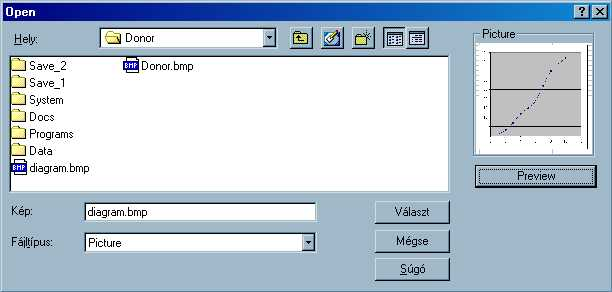 Open
Hely:
Donor
Picture
Save_2
Donor.bmp
Save_1
System
Docs
Programs
Data
diagram.bmp
Preview
Kép:
diagram.bmp
Választ
Fájltípus:
Picture
Mégse
Súgó